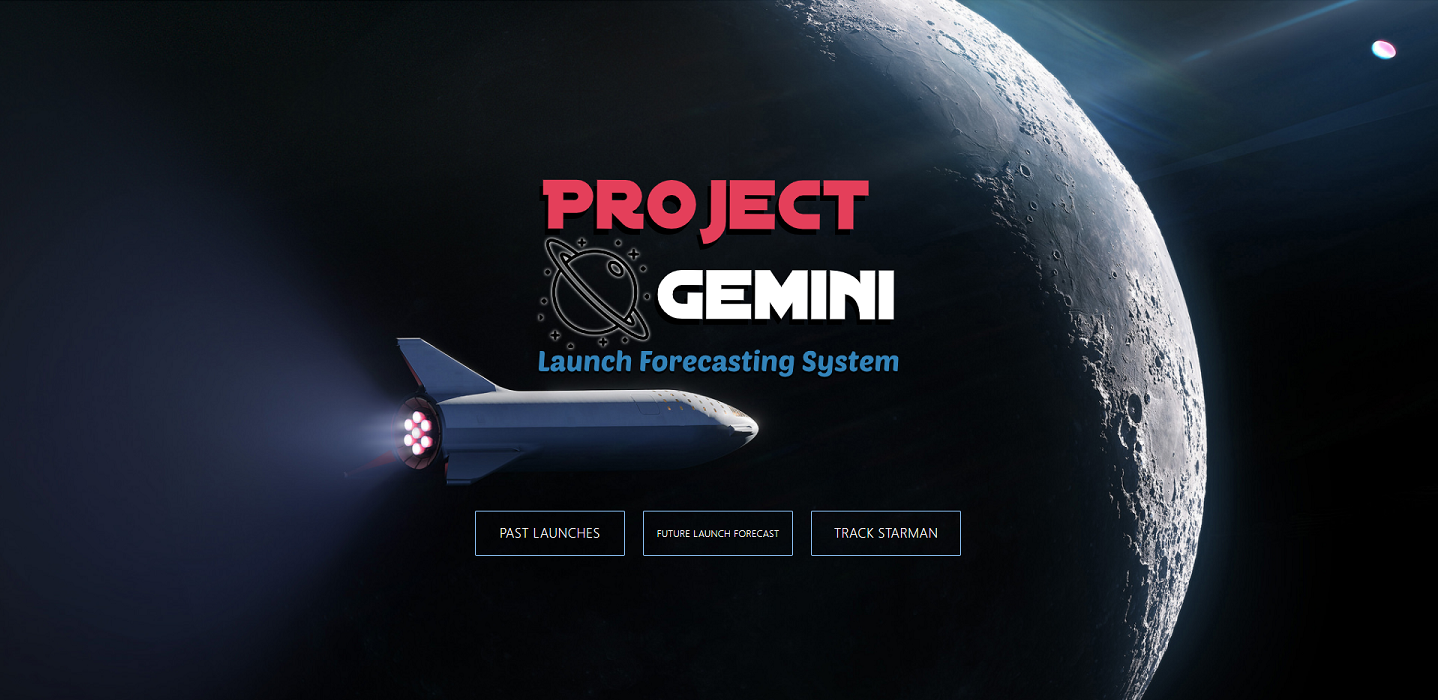 PROJECT
GEMINI
Launch Forecasting System
PAST LAUNCHES
FUTURE LAUNCH FORECAST
TRACK STARMAN